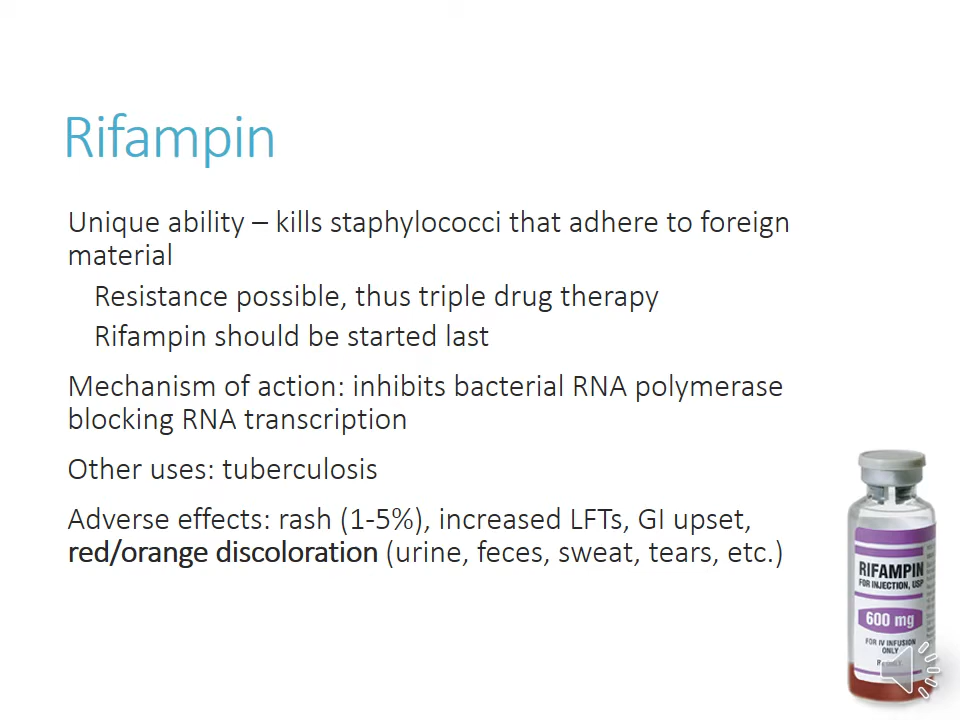 Rifampin
Unique ability – kills staphylococci that adhere to foreign
material
Resistance possible, thus triple drug therapy
Rifampin should be started last
Mechanism of action: inhibits bacterial RNA polymerase
blocking RNA transcription
Other uses: tuberculosis
Adverse effects: rash (1-5%), increased LFTs, GI upset,
red/orange discoloration (urine, feces, sweat, tears, etc.)
RIFAMPIN
FOR INJECTION, USP
600 mg
FOR IV INFUSION
ONLY